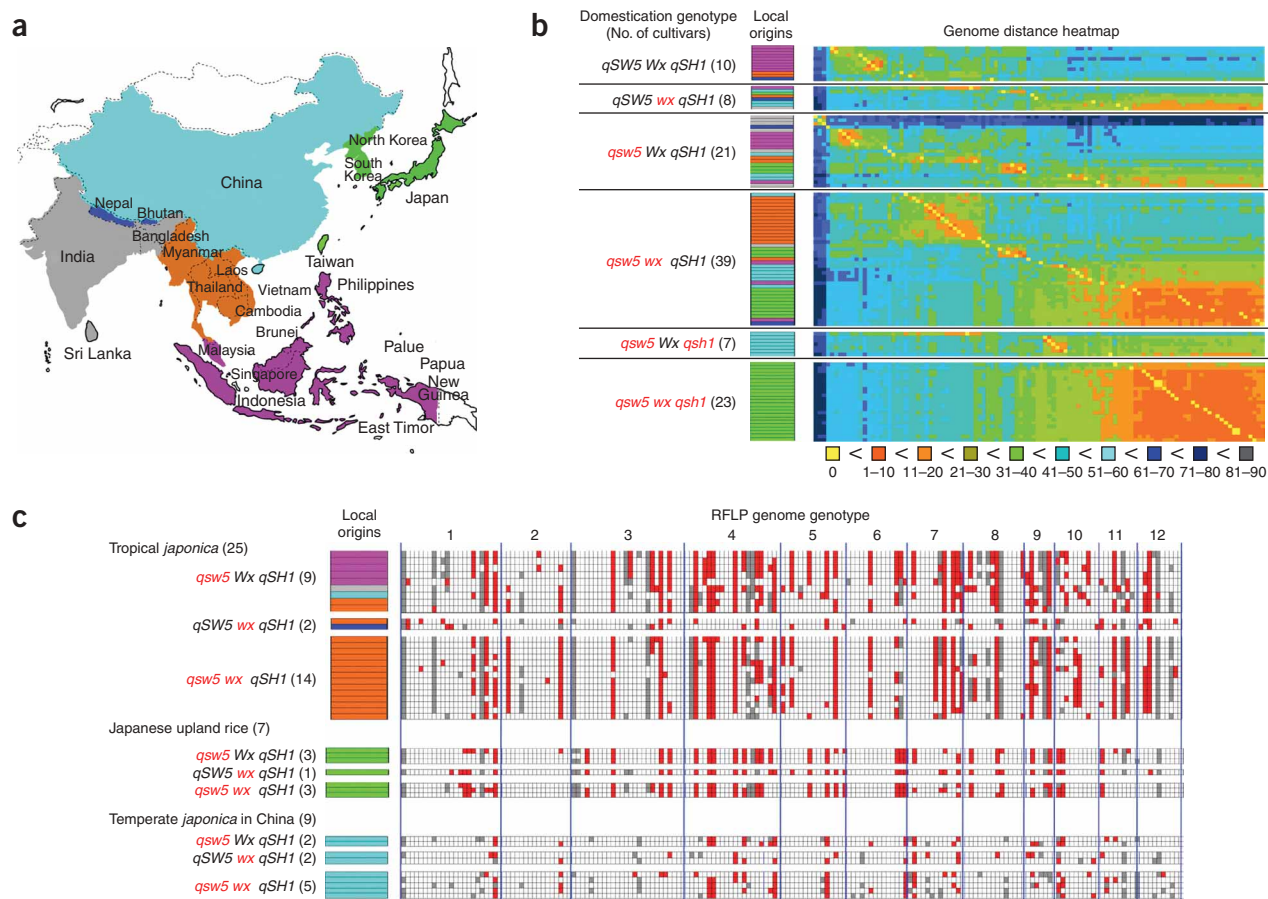 a
North Korea
South
Korea
China
Japan
Nepal
Bhutan
Bangladesh
India
Myanmar
Laos
Taiwan
Thailand
Vietnam
Philippines
Cambodia
Brunei
Sri Lanka
Malaysia
Palue
Papua
New
Guinea
Singapore
Indonesia
East Timor
b
Domestication genotype
(No. of cultivars)
Local
origins
Genome distance heatmap
qSW5 Wx qSH1 (10)
qSW5 wx qSH1 (8)
qsw5 Wx qSH1 (21)
qsw5 wx qSH1 (39)
qsw5 Wx qsh1 (7)
qsw5 wx qsh1 (23)
< < < < < < < < <
0 1–10 11–20 21–30 31–40 41–50 51–60 61–70 71–80 81–90
c
Local
origins
RFLP genome genotype
1 2 3 4 5 6 7 8 9 10 11 12
Tropical japonica (25)
qsw5 Wx qSH1 (9)
qSW5 wx qSH1 (2)
qsw5 wx qSH1 (14)
Japanese upland rice (7)
qsw5 Wx qSH1 (3)
qSW5 wx qSH1 (1)
qsw5 wx qSH1 (3)
Temperate japonica in China (9)
qsw5 Wx qSH1 (2)
qSW5 wx qSH1 (2)
qsw5 wx qSH1 (5)